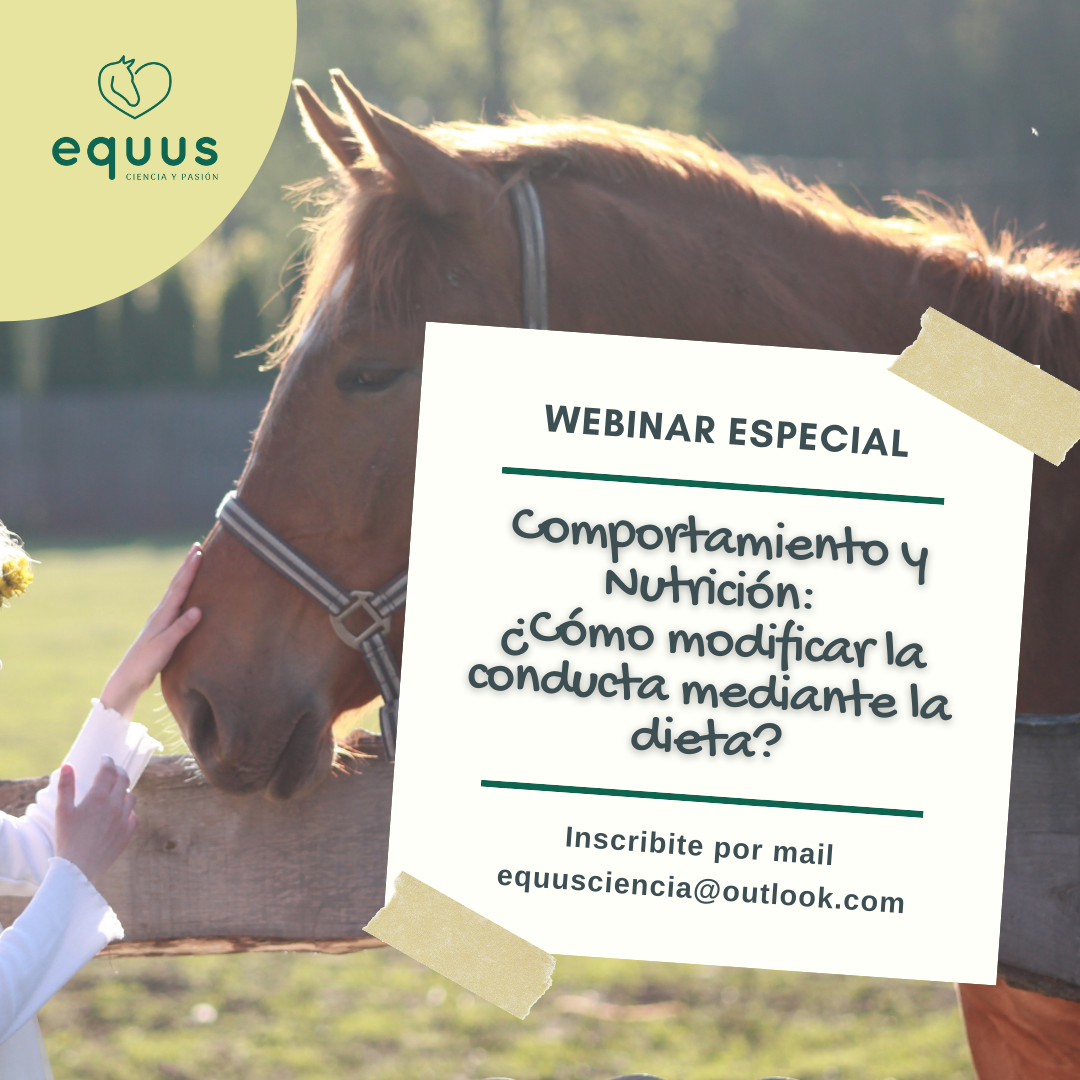 equus
CIENCIA Y PASIÓN
WEBINAR ESPECIAL
Comportamiento y
Nutrición:
¿Cómo modificar la
conducta mediante la
dieta?
Inscribite por mail
equusciencia@outlook.com